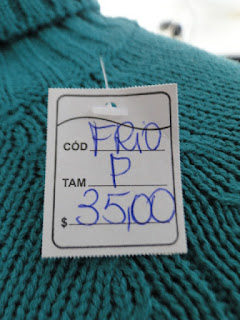 CÓD FRIO
TAM P
$ 35,00